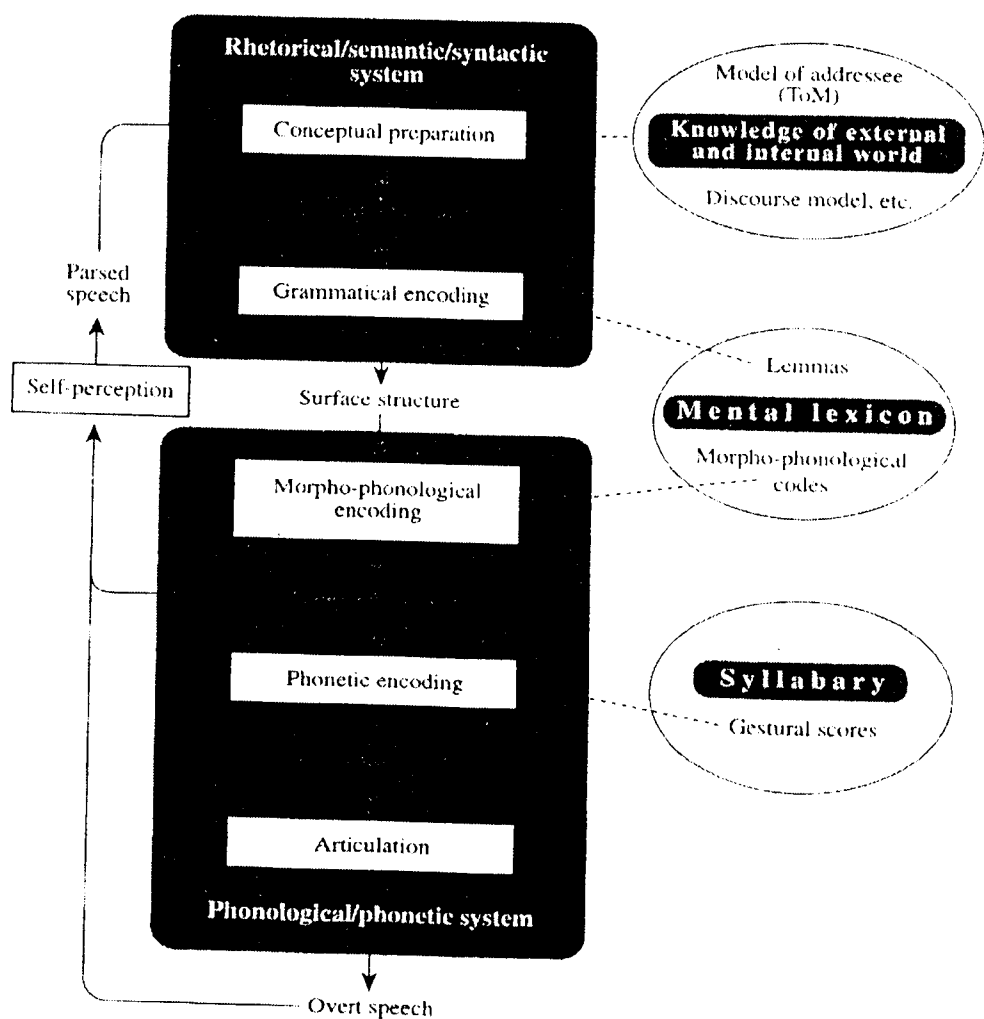 Rhetorical/semantic/syntactic
system
Conceptual preparation
Grammatical encoding
Model of addressee
(ToM)
Knowledge of external
and internal world
Discourse model, etc.
Parsed
speech
Self-perception
Surface structure
Lemmas
Mental lexicon
Morpho-phonological
codes
Morpho-phonological
encoding
Phonetic encoding
Syllabary
Gestural scores
Articulation
Phonological/phonetic system
Overt speech